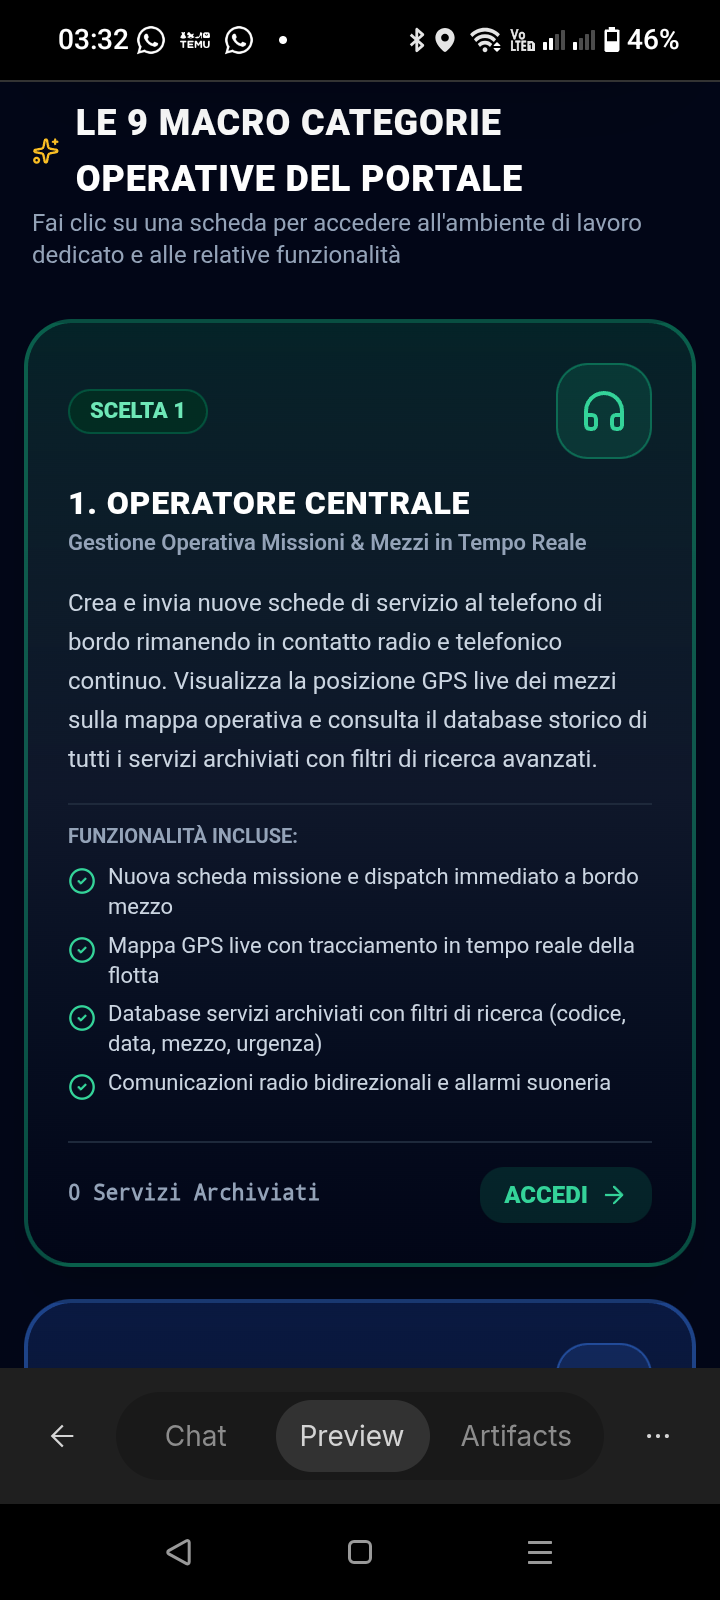 03:32
TEMU
Vo
LTE
46%
LE 9 MACRO CATEGORIE
OPERATIVE DEL PORTALE
Fai clic su una scheda per accedere all'ambiente di lavoro
dedicato e alle relative funzionalità
SCELTA 1
1. OPERATORE CENTRALE
Gestione Operativa Missioni & Mezzi in Tempo Reale
Crea e invia nuove schede di servizio al telefono di
bordo rimanendo in contatto radio e telefonico
continuo. Visualizza la posizione GPS live dei mezzi
sulla mappa operativa e consulta il database storico di
tutti i servizi archiviati con filtri di ricerca avanzati.
FUNZIONALITÀ INCLUSE:
Nuova scheda missione e dispatch immediato a bordo
mezzo
Mappa GPS live con tracciamento in tempo reale della
flotta
Database servizi archiviati con filtri di ricerca (codice,
data, mezzo, urgenza)
Comunicazioni radio bidirezionali e allarmi suoneria
0 Servizi Archiviati
ACCEDI
Chat
Preview
Artifacts